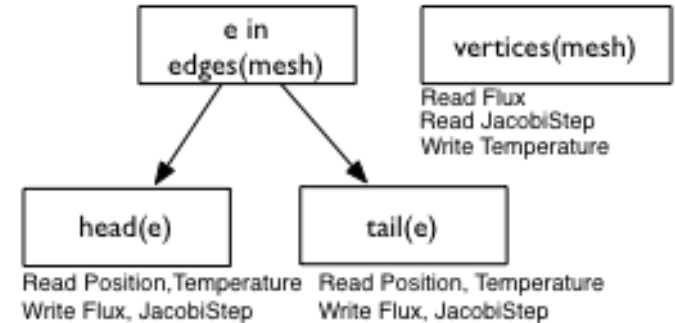 e in
edges(mesh)
vertices(mesh)
Read Flux
Read JacobiStep
Write Temperature
head(e)
tail(e)
Read Position,Temperature
Write Flux, JacobiStep
Read Position, Temperature
Write Flux, JacobiStep